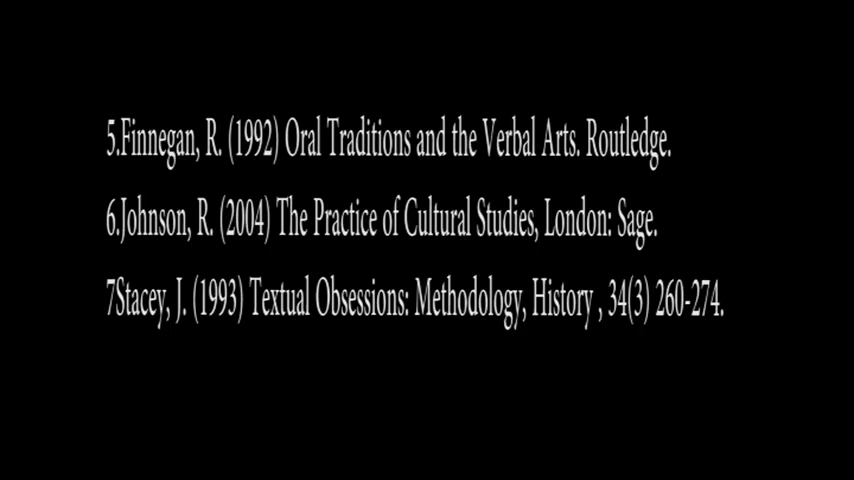 5.Finnegan, R. (1992) Oral Traditions and the Verbal Arts. Routledge.
6.Johnson, R. (2004) The Practice of Cultural Studies, London: Sage.
7Stacey, J. (1993) Textual Obsessions: Methodology, History , 34(3) 260-274.